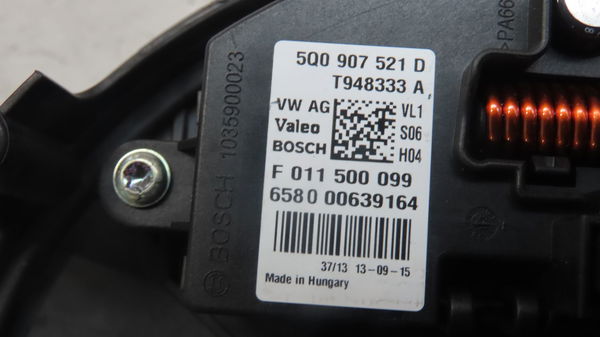 5Q0 907 521 D
T948333 A
VW AG
Valeo
BOSCH
VL1
S06
H04
F 011 500 099
6580 00639164
37/13 13-09-15
Made in Hungary
BOSCH 1035900023
>PA66